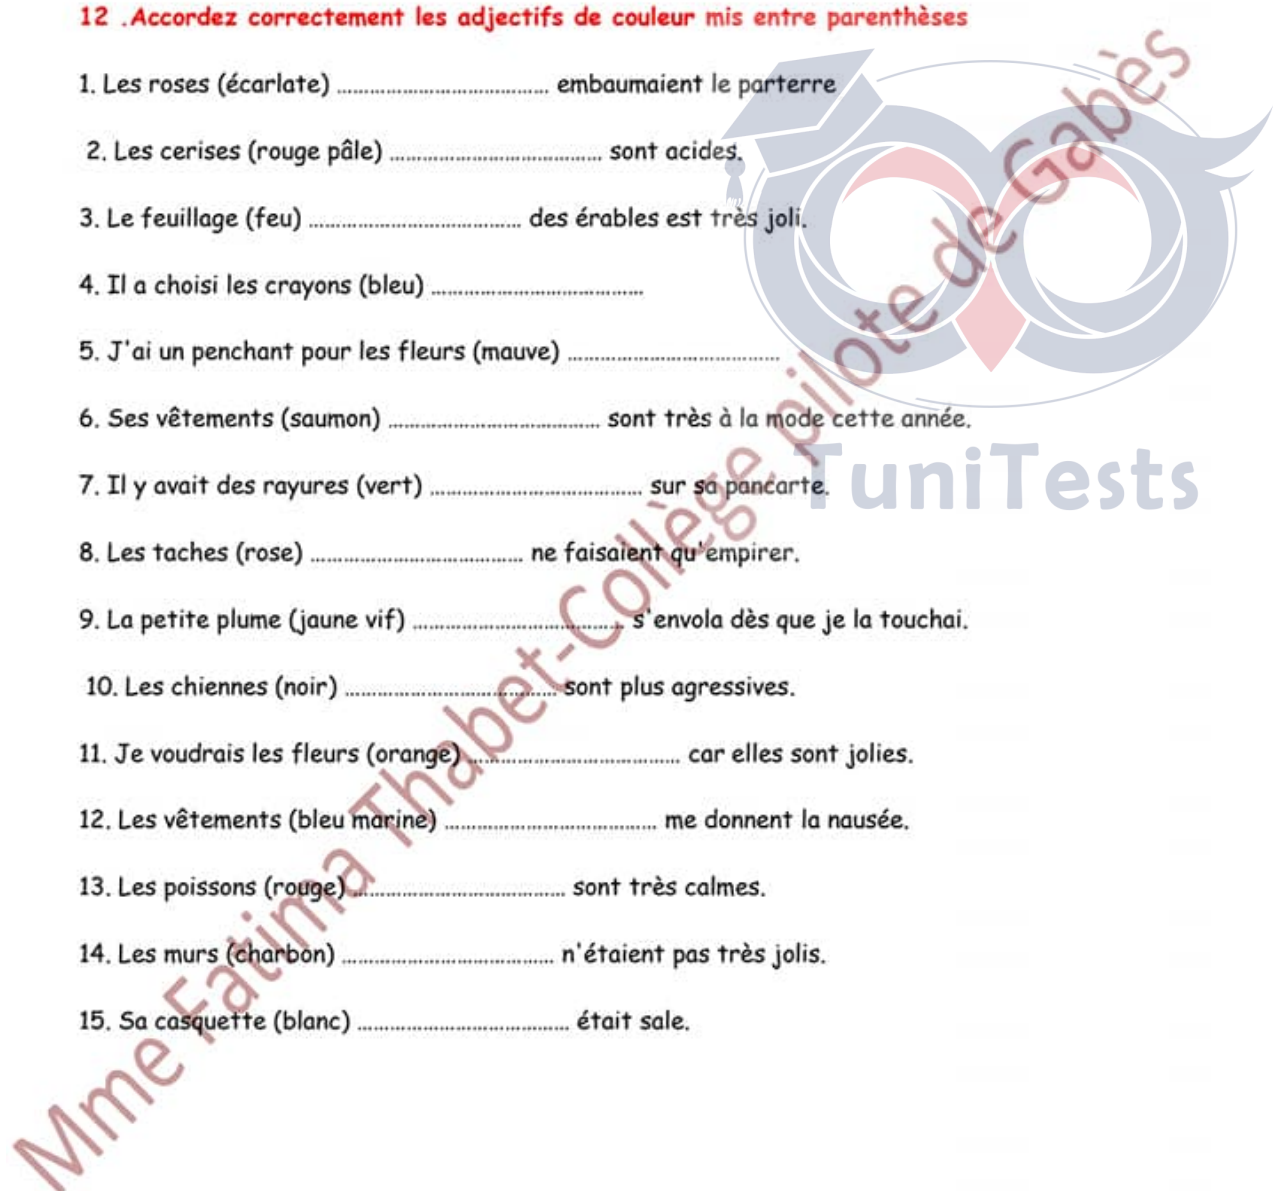 12 .Accordez correctement les adjectifs de couleur mis entre parenthèses
1. Les roses (écarlate) ...................................... embaumaient le parterre
2. Les cerises (rouge pâle) ...................................... sont acides.
3. Le feuillage (feu) ...................................... des érables est très joli.
4. Il a choisi les crayons (bleu) ......................................
5. J'ai un penchant pour les fleurs (mauve) ......................................
6. Ses vêtements (saumon) ...................................... sont très à la mode cette année.
7. Il y avait des rayures (vert) ...................................... sur sa pancarte.
8. Les taches (rose) ...................................... ne faisaient qu'empirer.
9. La petite plume (jaune vif) ...................................... s'envola dès que je la touchai.
10. Les chiennes (noir) ...................................... sont plus agressives.
11. Je voudrais les fleurs (orange) ...................................... car elles sont jolies.
12. Les vêtements (bleu marine) ...................................... me donnent la nausée.
13. Les poissons (rouge) ...................................... sont très calmes.
14. Les murs (charbon) ...................................... n'étaient pas très jolis.
15. Sa casquette (blanc) ...................................... était sale.
Mme Fatima Thabet-Collège pilote de Gabès
TuniTests